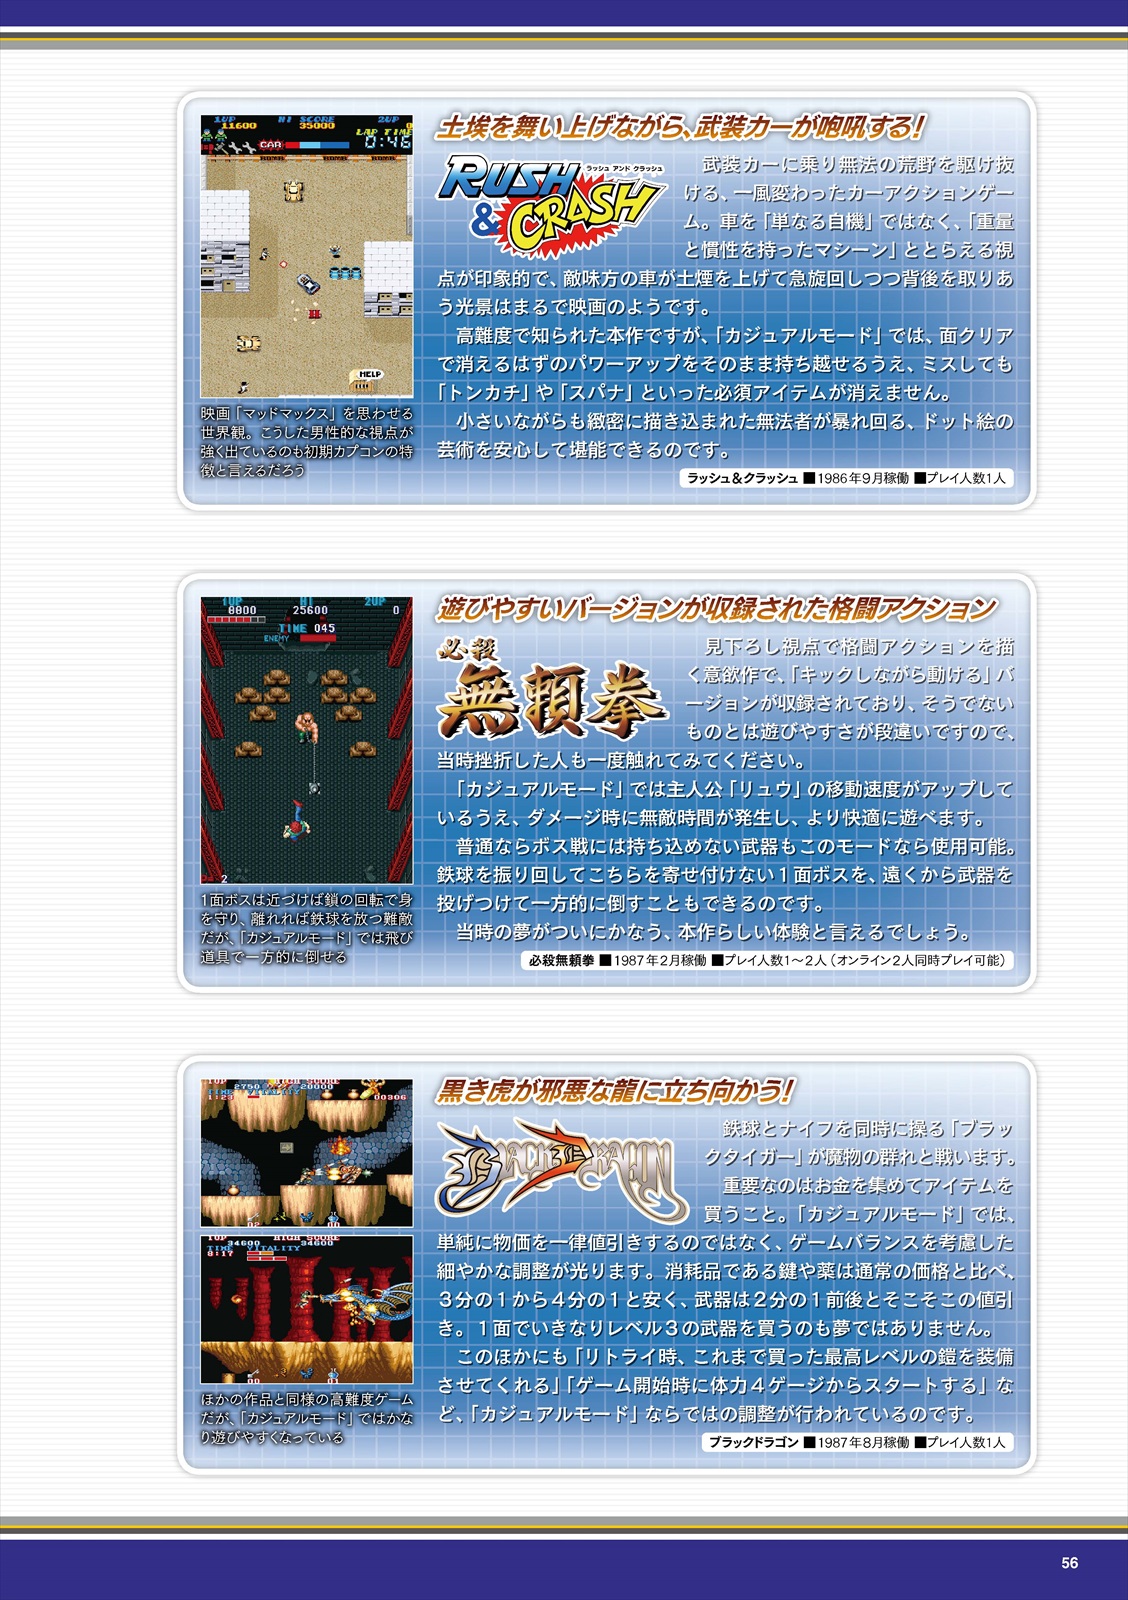 土埃を舞い上げながら、武装カーが咆吼する！
1UP HI SCORE 2UP
11600 35000 0
LAP TIME
CAR 0:46
BOMB BOMB BOMB
HELP
映画「マッドマックス」を思わせる
世界観。こうした男性的な視点が
強く出ているのも初期カプコンの特
徴と言えるだろう
ラッシュ アンド クラッシュ
RUSH
& CRASH
武装カーに乗り無法の荒野を駆け抜
ける、一風変わったカーアクションゲー
ム。車を「単なる自機」ではなく、「重量
と慣性を持ったマシーン」ととらえる視
点が印象的で、敵味方の車が土煙を上げて急旋回しつつ背後を取りあ
う光景はまるで映画のようです。
高難度で知られた本作ですが、「カジュアルモード」では、面クリア
で消えるはずのパワーアップをそのまま持ち越せるうえ、ミスしても
「トンカチ」や「スパナ」といった必須アイテムが消えません。
小さいながらも緻密に描き込まれた無法者が暴れ回る、ドット絵の
芸術を安心して堪能できるのです。
ラッシュ＆クラッシュ ■1986年9月稼働 ■プレイ人数1人
遊びやすいバージョンが収録された格闘アクション
1UP HI 2UP
8800 25600 0
TIME 045
ENEMY
2
1面ボスは近づけば鎖の回転で身
を守り、離れれば鉄球を放つ難敵
だが、「カジュアルモード」では飛び
道具で一方的に倒せる
必殺
無頼拳
見下ろし視点で格闘アクションを描
く意欲作で、「キックしながら動ける」バ
ージョンが収録されており、そうでない
ものとは遊びやすさが段違いですので、
当時挫折した人も一度触れてみてください。
「カジュアルモード」では主人公「リュウ」の移動速度がアップして
いるうえ、ダメージ時に無敵時間が発生し、より快適に遊べます。
普通ならボス戦には持ち込めない武器もこのモードなら使用可能。
鉄球を振り回してこちらを寄せ付けない１面ボスを、遠くから武器を
投げつけて一方的に倒すこともできるのです。
当時の夢がついにかなう、本作らしい体験と言えるでしょう。
必殺無頼拳 ■1987年2月稼働 ■プレイ人数1～2人（オンライン2人同時プレイ可能）
黒き虎が邪悪な龍に立ち向かう！
1UP HIGH SCORE
2750 20000
TIME VITALITY
1:23 00306
02 01
1UP HIGH SCORE
34600 34600
TIME VITALITY
8:17
00 01
ほかの作品と同様の高難度ゲーム
だが、「カジュアルモード」ではかな
り遊びやすくなっている
BLACK DRAGON
鉄球とナイフを同時に操る「ブラッ
クタイガー」が魔物の群れと戦います。
重要なのはお金を集めてアイテムを
買うこと。「カジュアルモード」では、
単純に物価を一律値引きするのではなく、ゲームバランスを考慮した
細やかな調整が光ります。消耗品である鍵や薬は通常の価格と比べ、
３分の１から４分の１と安く、武器は２分の１前後とそこそこの値引
き。１面でいきなりレベル３の武器を買うのも夢ではありません。
このほかにも「リトライ時、これまで買った最高レベルの鎧を装備
させてくれる」「ゲーム開始時に体力４ゲージからスタートする」な
ど、「カジュアルモード」ならではの調整が行われているのです。
ブラックドラゴン ■1987年8月稼働 ■プレイ人数1人
56